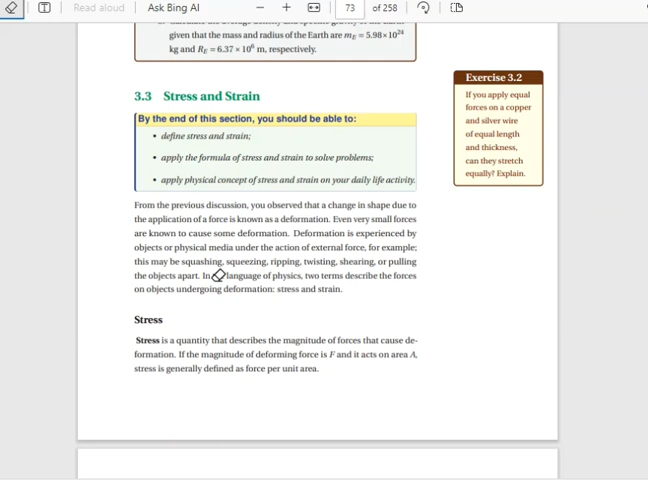 Read aloud
Ask Bing AI
73 of 258
given that the mass and radius of the Earth are mE = 5.98×10²⁴
kg and RE = 6.37 × 10⁶ m, respectively.
3.3 Stress and Strain
By the end of this section, you should be able to:
• define stress and strain;
• apply the formula of stress and strain to solve problems;
• apply physical concept of stress and strain on your daily life activity.
From the previous discussion, you observed that a change in shape due to
the application of a force is known as a deformation. Even very small forces
are known to cause some deformation. Deformation is experienced by
objects or physical media under the action of external force, for example;
this may be squashing, squeezing, ripping, twisting, shearing, or pulling
the objects apart. In language of physics, two terms describe the forces
on objects undergoing deformation: stress and strain.
Stress
Stress is a quantity that describes the magnitude of forces that cause de-
formation. If the magnitude of deforming force is F and it acts on area A,
stress is generally defined as force per unit area.
Exercise 3.2
If you apply equal
forces on a copper
and silver wire
of equal length
and thickness,
can they stretch
equally? Explain.